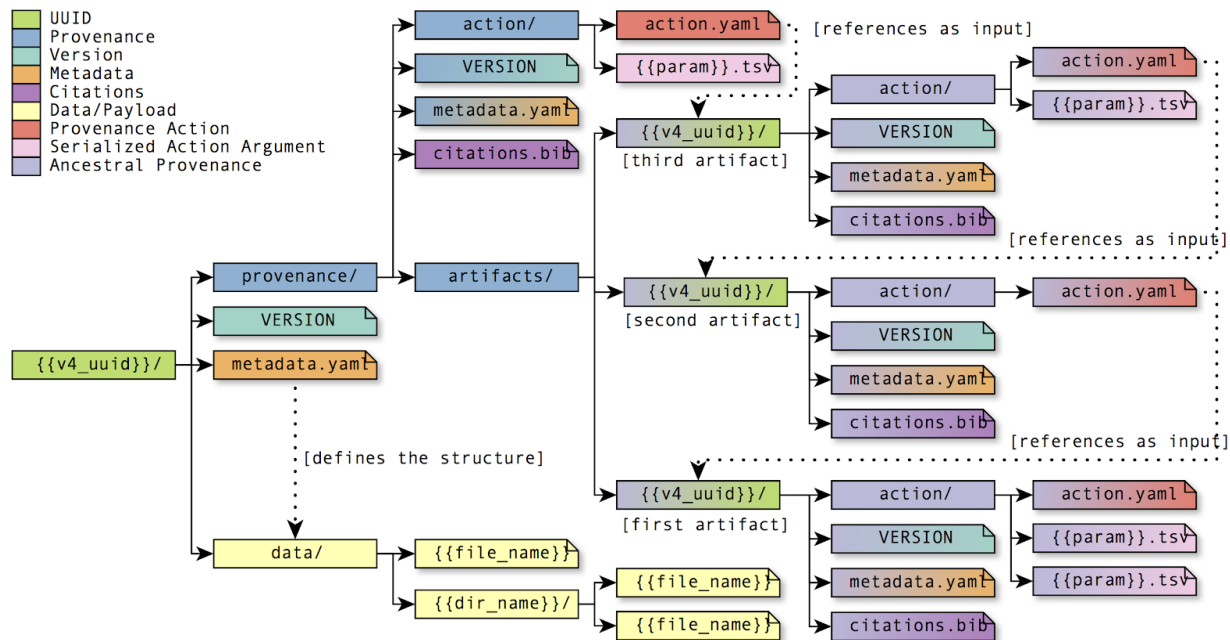 UUID
Provenance
Version
Metadata
Citations
Data/Payload
Provenance Action
Serialized Action Argument
Ancestral Provenance
{{v4_uuid}}/
provenance/
VERSION
metadata.yaml
[defines the structure]
data/
{{file_name}}
{{dir_name}}/
{{file_name}}
{{file_name}}
action/
action.yaml
{{param}}.tsv
VERSION
metadata.yaml
citations.bib
artifacts/
[references as input]
{{v4_uuid}}/
[third artifact]
action/
action.yaml
{{param}}.tsv
VERSION
metadata.yaml
citations.bib
[references as input]
{{v4_uuid}}/
[second artifact]
action/
action.yaml
VERSION
metadata.yaml
citations.bib
[references as input]
{{v4_uuid}}/
[first artifact]
action/
action.yaml
{{param}}.tsv
{{param}}.tsv
VERSION
metadata.yaml
citations.bib